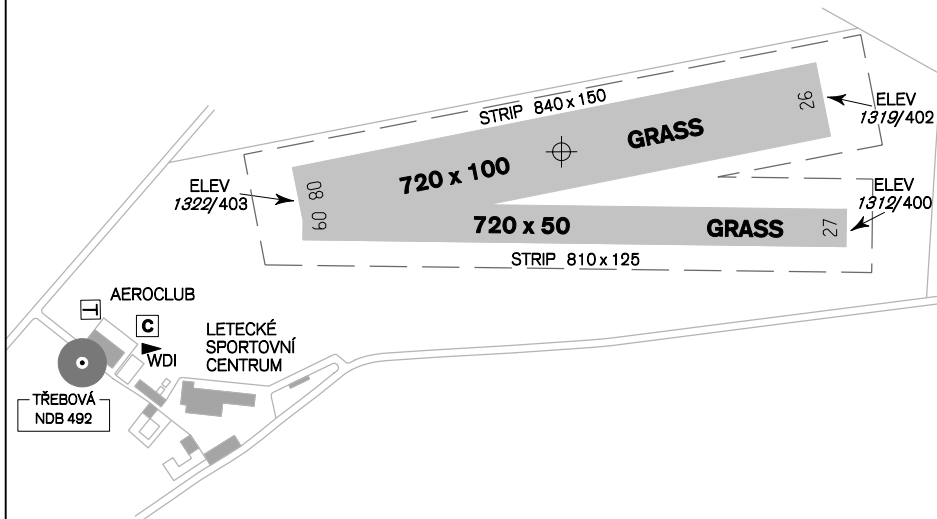 STRIP 840 x 150
26
ELEV
1319/402
GRASS
720 x 100
ELEV
1322/403
08
09
ELEV
1312/400
720 x 50
GRASS
27
STRIP 810 x 125
AEROCLUB
T
C
WDI
LETECKÉ
SPORTOVNÍ
CENTRUM
TŘEBOVÁ
NDB 492